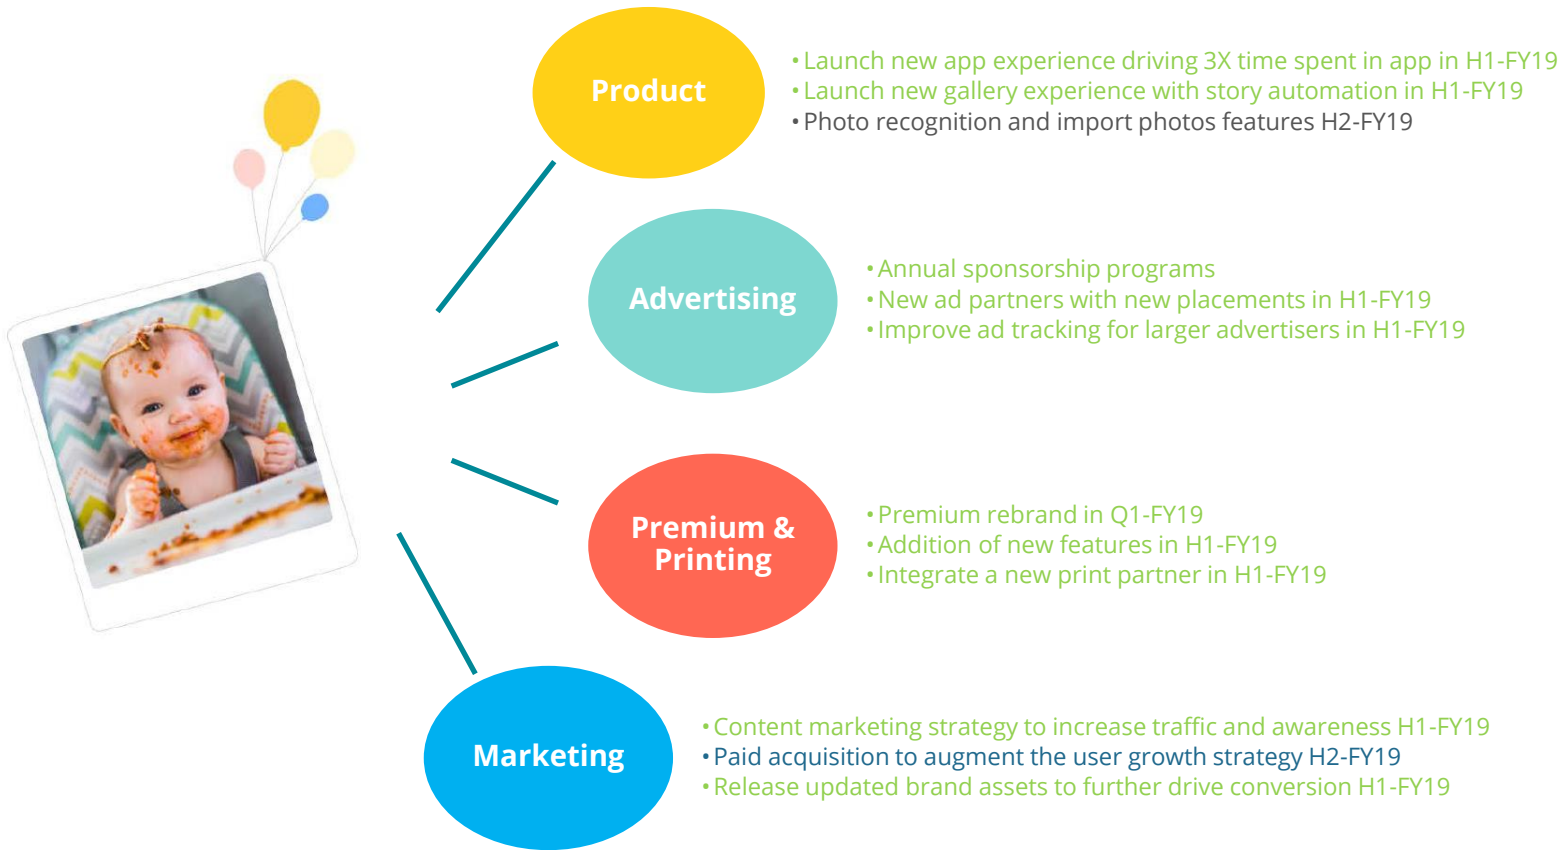 Product
• Launch new app experience driving 3X time spent in app in H1-FY19
• Launch new gallery experience with story automation in H1-FY19
• Photo recognition and import photos features H2-FY19
Advertising
• Annual sponsorship programs
• New ad partners with new placements in H1-FY19
• Improve ad tracking for larger advertisers in H1-FY19
Premium &
Printing
• Premium rebrand in Q1-FY19
• Addition of new features in H1-FY19
• Integrate a new print partner in H1-FY19
Marketing
• Content marketing strategy to increase traffic and awareness H1-FY19
• Paid acquisition to augment the user growth strategy H2-FY19
• Release updated brand assets to further drive conversion H1-FY19